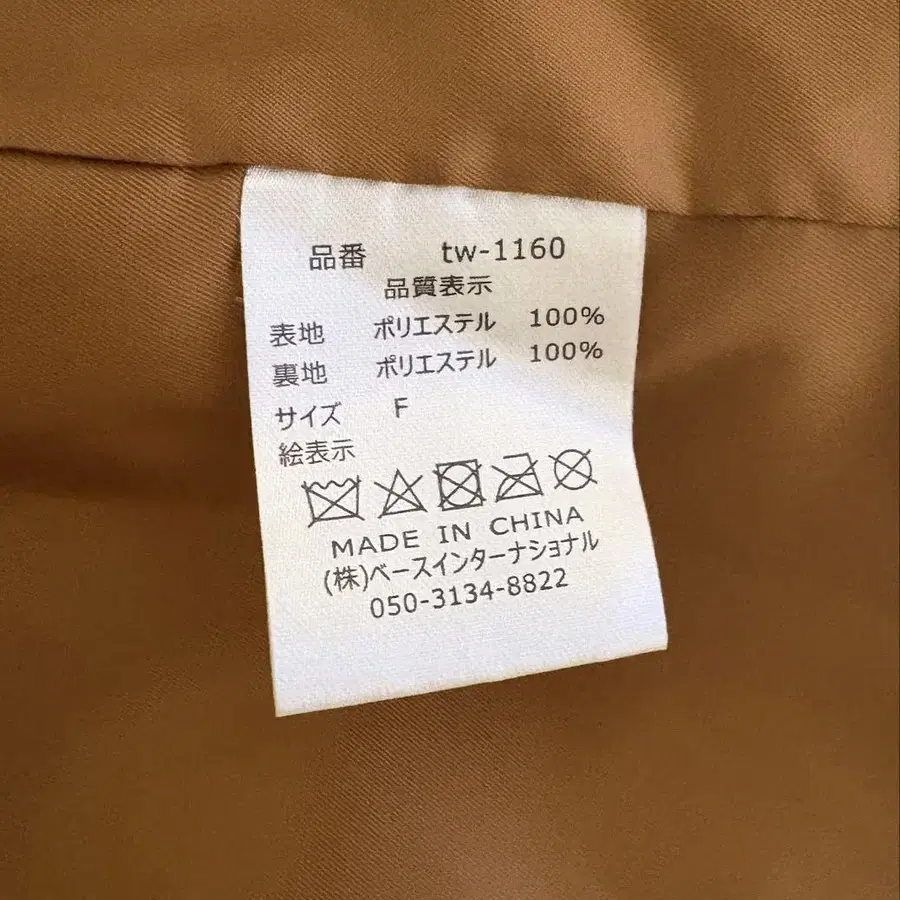 品番 tw-1160
品質表示
表地 ポリエステル 100%
裏地 ポリエステル 100%
サイズ F
絵表示
MADE IN CHINA
(株)ベースインターナショナル
050-3134-8822